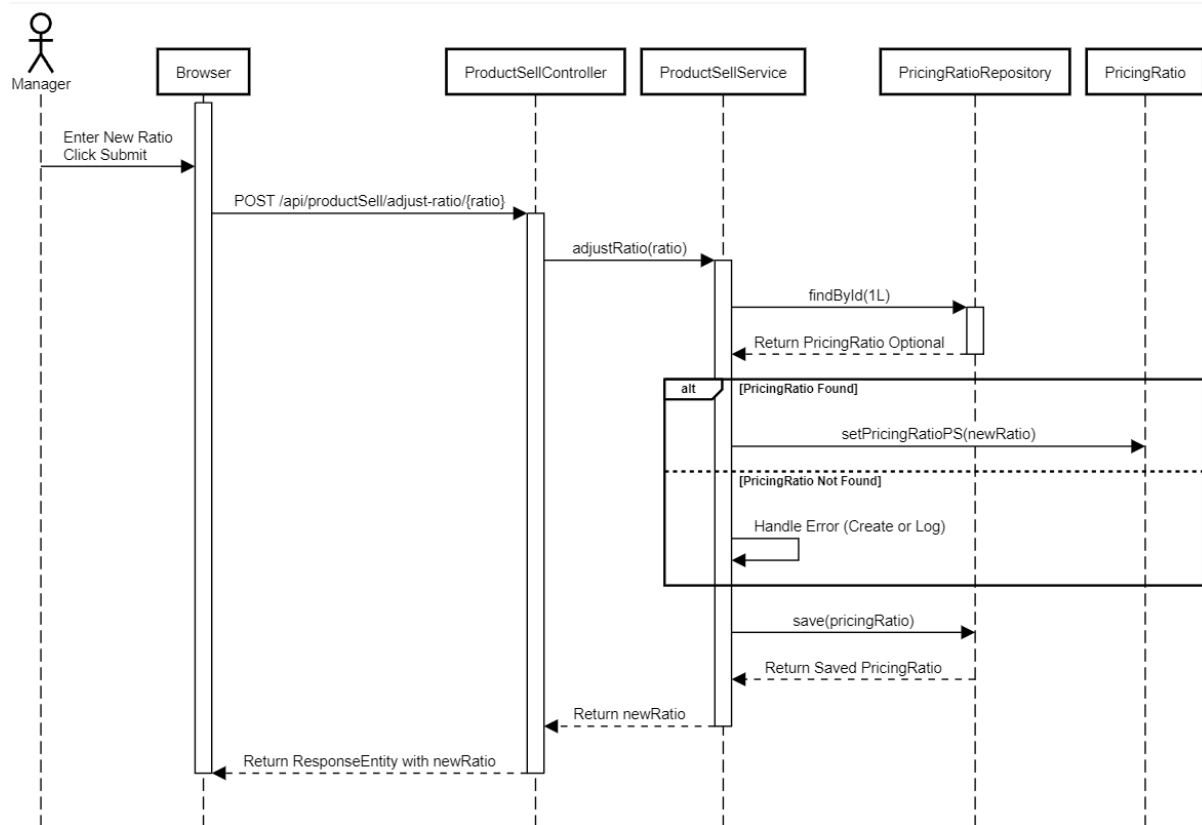 Manager
Browser
ProductSellController
ProductSellService
PricingRatioRepository
PricingRatio
Enter New Ratio
Click Submit
POST /api/productSell/adjust-ratio/{ratio}
adjustRatio(ratio)
findById(1L)
Return PricingRatio Optional
alt
[PricingRatio Found]
setPricingRatioPS(newRatio)
[PricingRatio Not Found]
Handle Error (Create or Log)
save(pricingRatio)
Return Saved PricingRatio
Return newRatio
Return ResponseEntity with newRatio